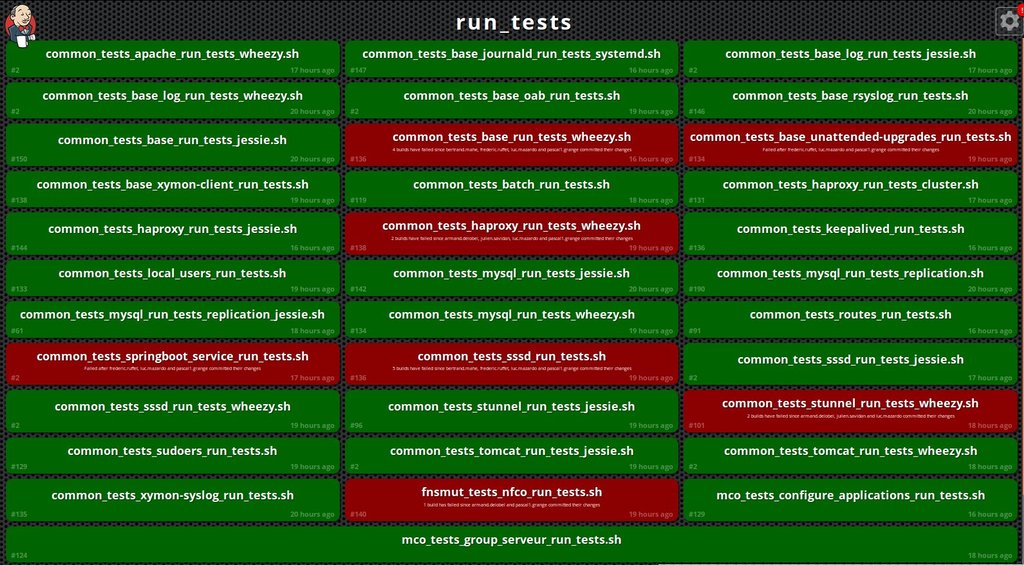 run_tests
common_tests_apache_run_tests_wheezy.sh
#2 17 hours ago
common_tests_base_journald_run_tests_systemd.sh
#147 16 hours ago
common_tests_base_log_run_tests_jessie.sh
#2 17 hours ago
common_tests_base_log_run_tests_wheezy.sh
#2 20 hours ago
common_tests_base_oab_run_tests.sh
#2 19 hours ago
common_tests_base_rsyslog_run_tests.sh
#146 20 hours ago
common_tests_base_run_tests_jessie.sh
#150 20 hours ago
common_tests_base_run_tests_wheezy.sh
4 builds have failed since bertrand.mahe, frederic.ruffet, luc.mazardo and pascal1.grange committed their changes
#136 16 hours ago
common_tests_base_unattended-upgrades_run_tests.sh
Failed after frederic.ruffet, luc.mazardo and pascal1.grange committed their changes
#134 19 hours ago
common_tests_base_xymon-client_run_tests.sh
#138 19 hours ago
common_tests_batch_run_tests.sh
#119 18 hours ago
common_tests_haproxy_run_tests_cluster.sh
#131 17 hours ago
common_tests_haproxy_run_tests_jessie.sh
#144 16 hours ago
common_tests_haproxy_run_tests_wheezy.sh
2 builds have failed since armand.delobel, julien.savidan, luc.mazardo and pascal1.grange committed their changes
#138 19 hours ago
common_tests_keepalived_run_tests.sh
#136 16 hours ago
common_tests_local_users_run_tests.sh
#133 19 hours ago
common_tests_mysql_run_tests_jessie.sh
#142 20 hours ago
common_tests_mysql_run_tests_replication.sh
#190 20 hours ago
common_tests_mysql_run_tests_replication_jessie.sh
#61 18 hours ago
common_tests_mysql_run_tests_wheezy.sh
#134 19 hours ago
common_tests_routes_run_tests.sh
#91 16 hours ago
common_tests_springboot_service_run_tests.sh
Failed after frederic.ruffet, luc.mazardo and pascal1.grange committed their changes
#2 17 hours ago
common_tests_sssd_run_tests.sh
5 builds have failed since bertrand.mahe, frederic.ruffet, luc.mazardo and pascal1.grange committed their changes
#136 19 hours ago
common_tests_sssd_run_tests_jessie.sh
#2 17 hours ago
common_tests_sssd_run_tests_wheezy.sh
#2 19 hours ago
common_tests_stunnel_run_tests_jessie.sh
#96 19 hours ago
common_tests_stunnel_run_tests_wheezy.sh
2 builds have failed since armand.delobel, julien.savidan and luc.mazardo committed their changes
#101 18 hours ago
common_tests_sudoers_run_tests.sh
#129 19 hours ago
common_tests_tomcat_run_tests_jessie.sh
#2 19 hours ago
common_tests_tomcat_run_tests_wheezy.sh
#2 18 hours ago
common_tests_xymon-syslog_run_tests.sh
#135 20 hours ago
fnsmut_tests_nfco_run_tests.sh
1 build has failed since armand.delobel and pascal1.grange committed their changes
#140 19 hours ago
mco_tests_configure_applications_run_tests.sh
#129 16 hours ago
mco_tests_group_serveur_run_tests.sh
#124 18 hours ago